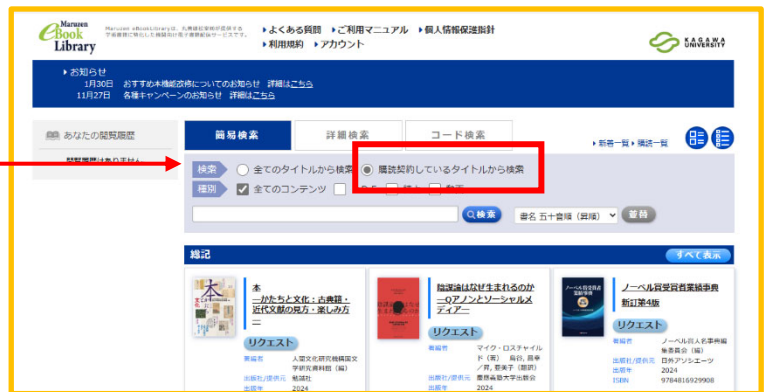 Maruzen
eBook
Library
Maruzen eBookLibraryは、丸善雄松堂株式会社が提供する
学術書籍に特化した機関向け電子書籍配信サービスです。
▶よくある質問 ▶ご利用マニュアル ▶個人情報保護指針
▶利用規約 ▶アカウント
KAGAWA
UNIVERSITY
▶お知らせ
1月30日 おすすめ本機能改修についてのお知らせ 詳細はこちら
11月27日 各種キャンペーンのお知らせ 詳細はこちら
あなたの閲覧履歴
閲覧履歴はありません
簡易検索 詳細検索 コード検索
▶新着一覧 ▶購読一覧
検索 全てのタイトルから検索 購読契約しているタイトルから検索
種別 全てのコンテンツ
検索 書名 五十音順（昇順） 並替
総記 すべて表示
本
―かたちと文化：古典籍・
近代文献の見方・楽しみ方
―
リクエスト
著編者 人間文化研究機構国文
学研究資料館（編）
出版社/提供元 勉誠社
出版年 2024
陰謀論はなぜ生まれるのか
―Qアノンとソーシャルメ
ディア―
リクエスト
著編者 マイク・ロスチャイル
ド（著） 烏谷, 昌幸
／昇, 亜美子（翻訳）
出版社/提供元 慶應義塾大学出版会
出版年 2024
ノーベル賞受賞者業績事典
新訂第4版
リクエスト
著編者 ノーベル賞人名事典編
集委員会（編）
出版社/提供元 日外アソシエーツ
出版年 2024
ISBN 9784816929908